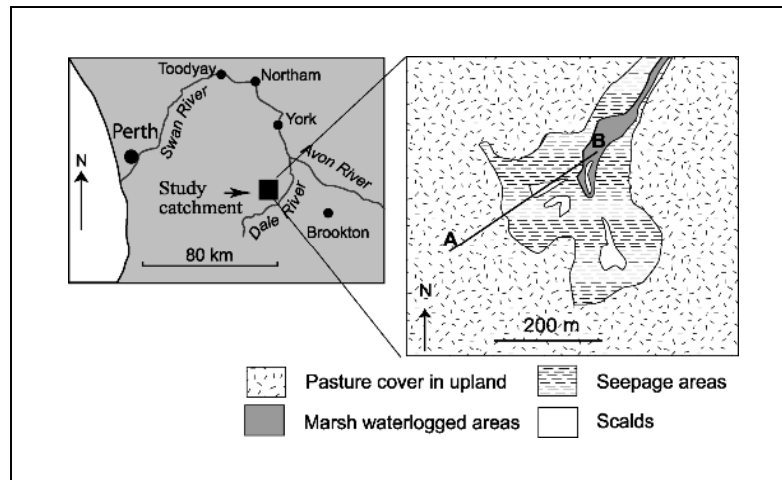 Toodyay
Northam
York
Perth
Swan River
Avon River
N
Study
catchment
Dale River
Brookton
80 km
B
A
N
200 m
Pasture cover in upland
Seepage areas
Marsh waterlogged areas
Scalds